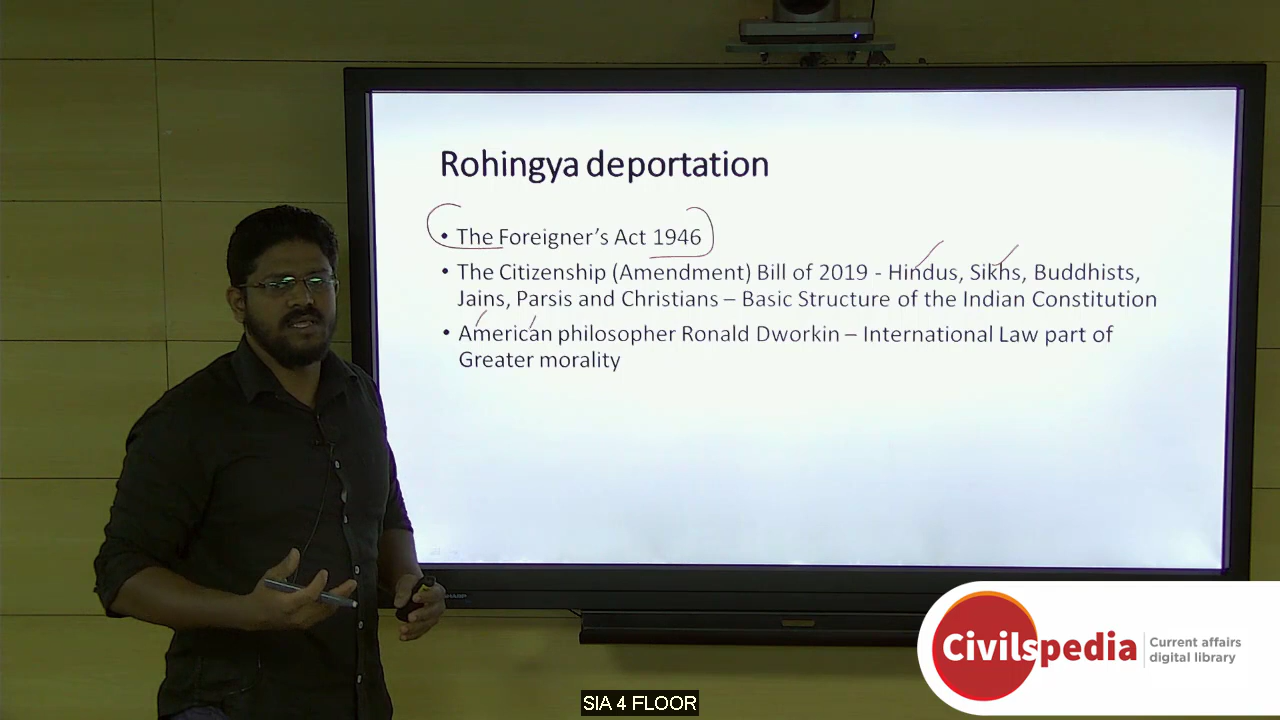 Rohingya deportation
• The Foreigner's Act 1946
• The Citizenship (Amendment) Bill of 2019 - Hindus, Sikhs, Buddhists,
Jains, Parsis and Christians – Basic Structure of the Indian Constitution
• American philosopher Ronald Dworkin – International Law part of
Greater morality
SHARP
Civilspedia
Current affairs
digital library
SIA 4 FLOOR